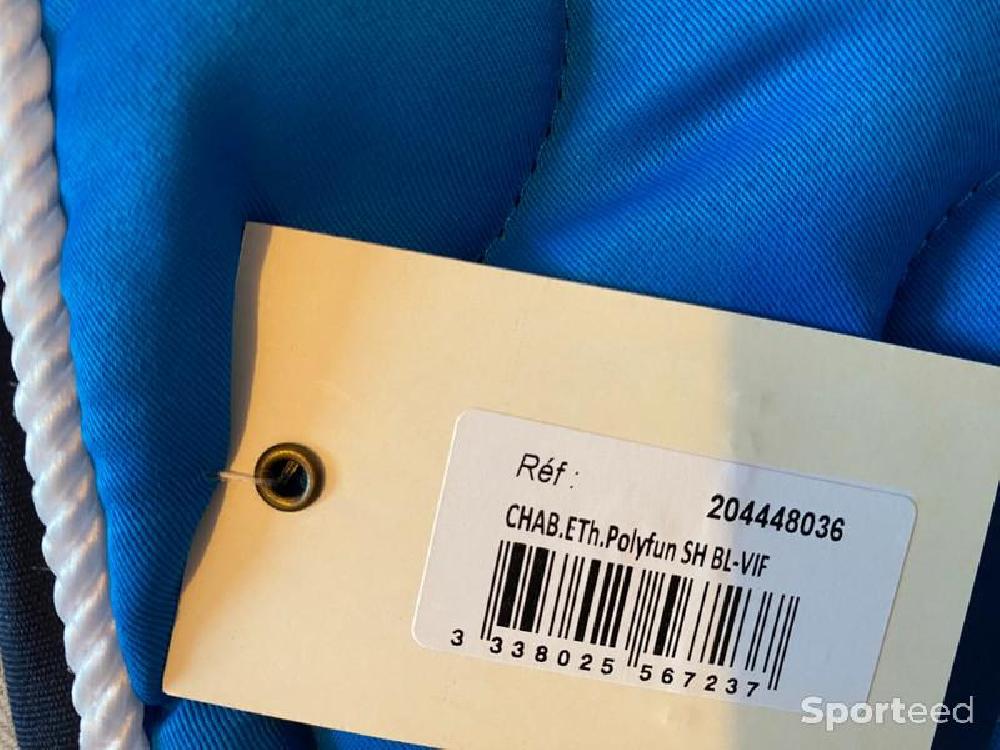 Réf :
204448036
CHAB.ETh.Polyfun SH BL-VIF
3 338025 567237
Sporteed